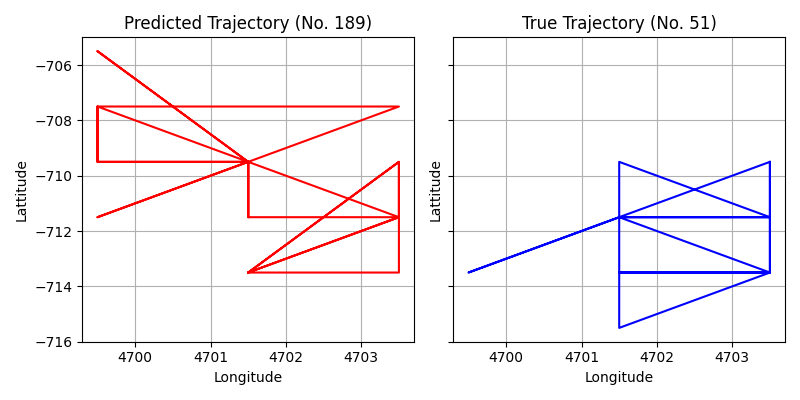 Predicted Trajectory (No. 189)
True Trajectory (No. 51)
Lattitude
−706
−708
−710
−712
−714
−716
4700
4701
4702
4703
Longitude
Lattitude
4700
4701
4702
4703
Longitude